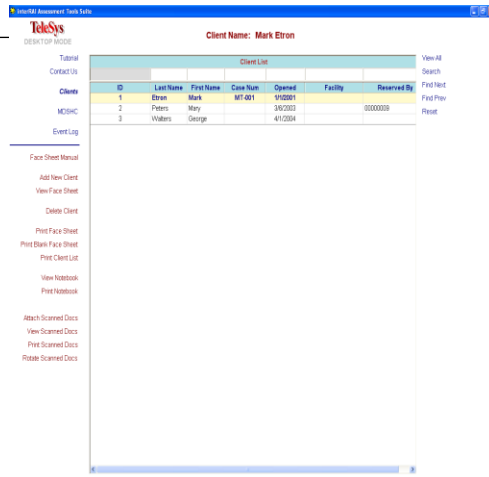 InterRAI Assessment Tools Suite
TeleSys
DESKTOP MODE
Client Name: Mark Etron
Tutorial
Contact Us
Clients
MDSHC
Event Log
Face Sheet Manual
Add New Client
View Face Sheet
Delete Client
Print Face Sheet
Print Blank Face Sheet
Print Client List
View Notebook
Print Notebook
Attach Scanned Docs
View Scanned Docs
Print Scanned Docs
Rotate Scanned Docs
Client List
ID Last Name First Name Case Num Opened Facility Reserved By
1 Etron Mark MT-001 1/1/2001
2 Peters Mary 3/6/2003 00000009
3 Walters George 4/1/2004
View All
Search
Find Next
Find Prev
Reset